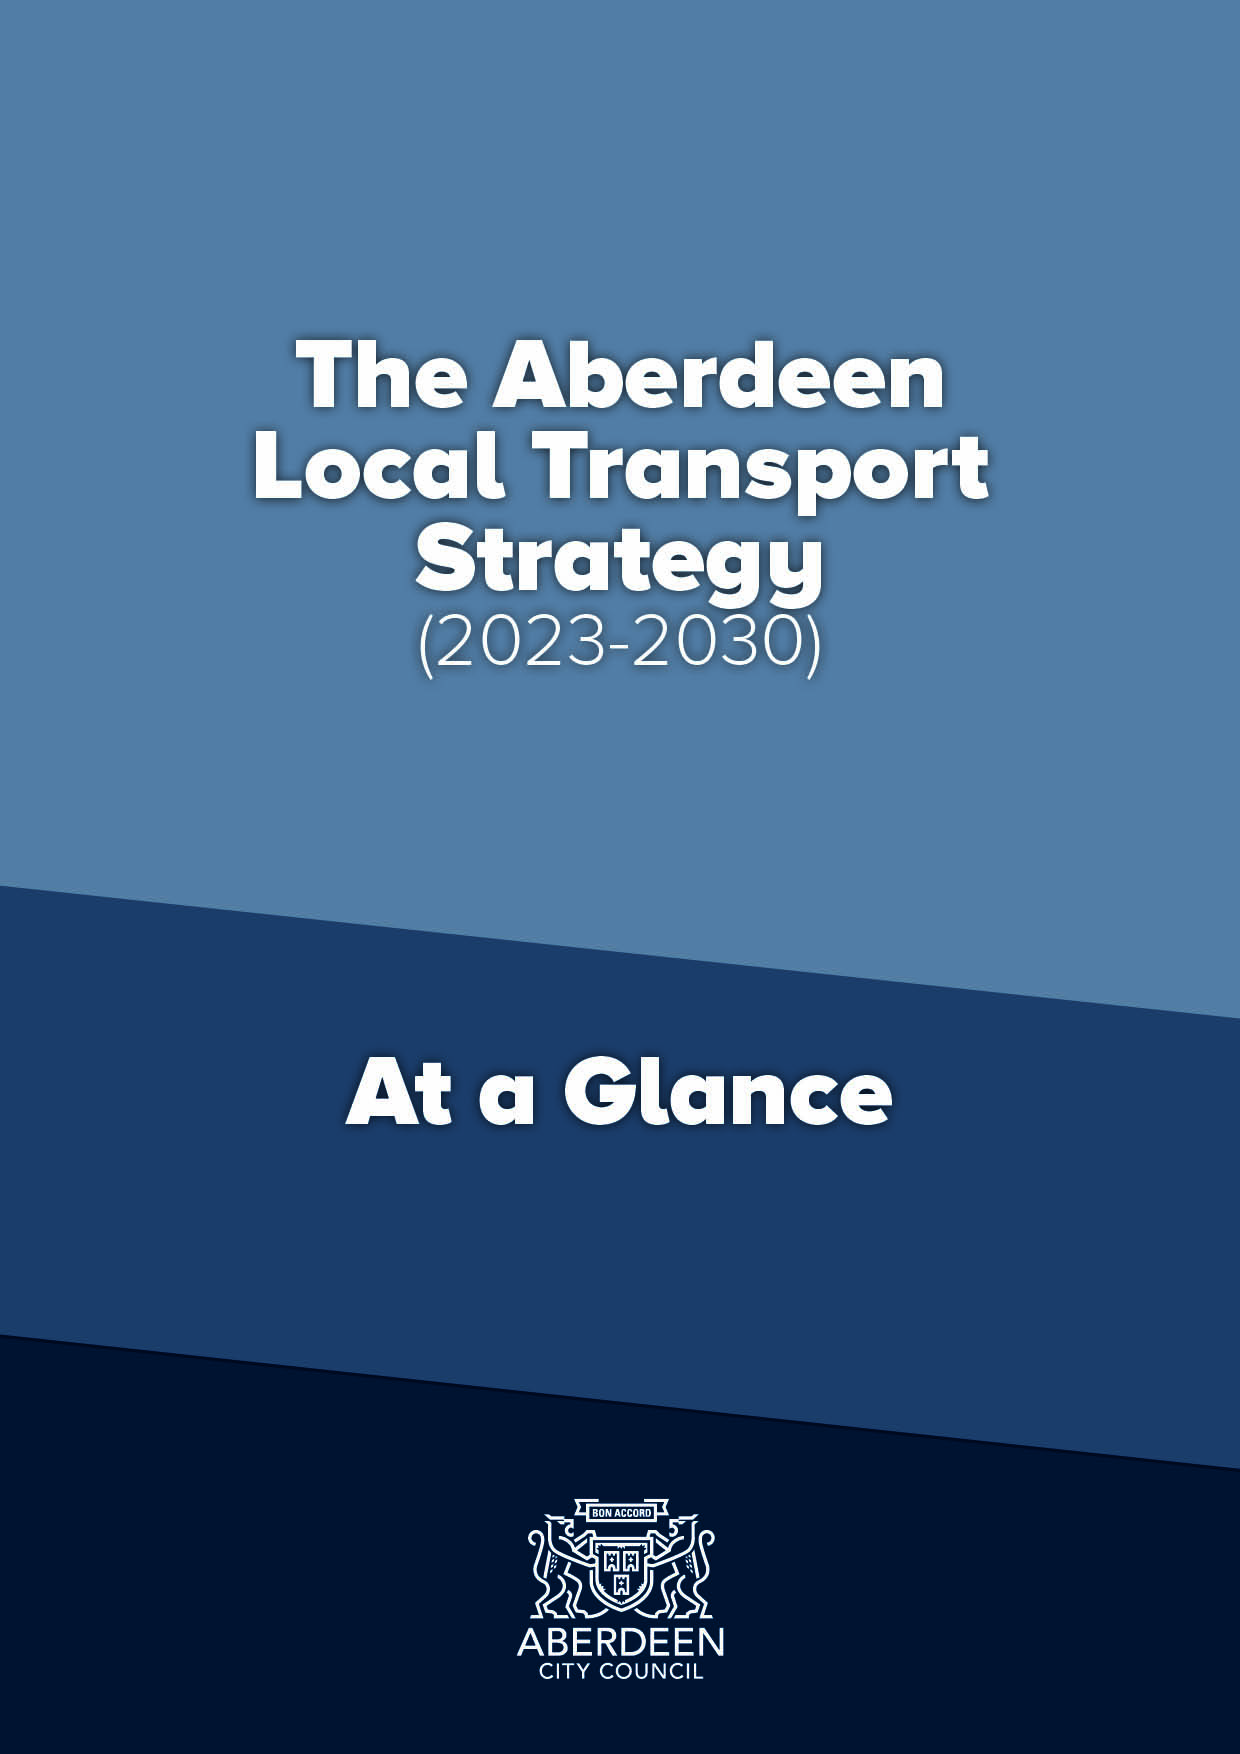 The Aberdeen
Local Transport
Strategy
(2023-2030)
At a Glance
BON ACCORD
ABERDEEN
CITY COUNCIL